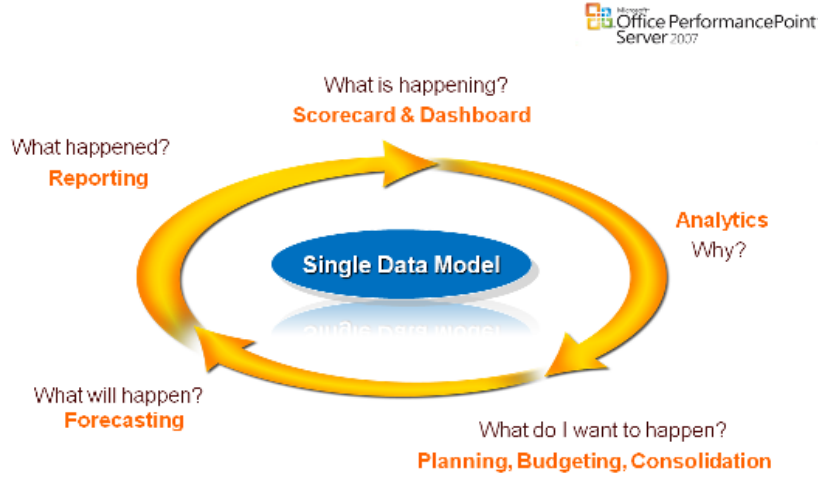 Microsoft
Office PerformancePoint
Server 2007
What is happening?
Scorecard & Dashboard
What happened?
Reporting
Analytics
Why?
Single Data Model
What will happen?
Forecasting
What do I want to happen?
Planning, Budgeting, Consolidation